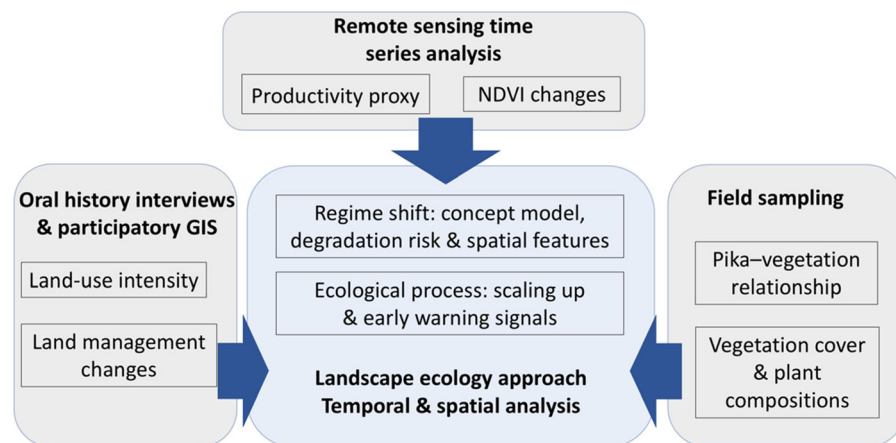 Remote sensing time
series analysis
Productivity proxy
NDVI changes
Oral history interviews
& participatory GIS
Land-use intensity
Land management
changes
Regime shift: concept model,
degradation risk & spatial features
Ecological process: scaling up
& early warning signals
Landscape ecology approach
Temporal & spatial analysis
Field sampling
Pika–vegetation
relationship
Vegetation cover
& plant
compositions